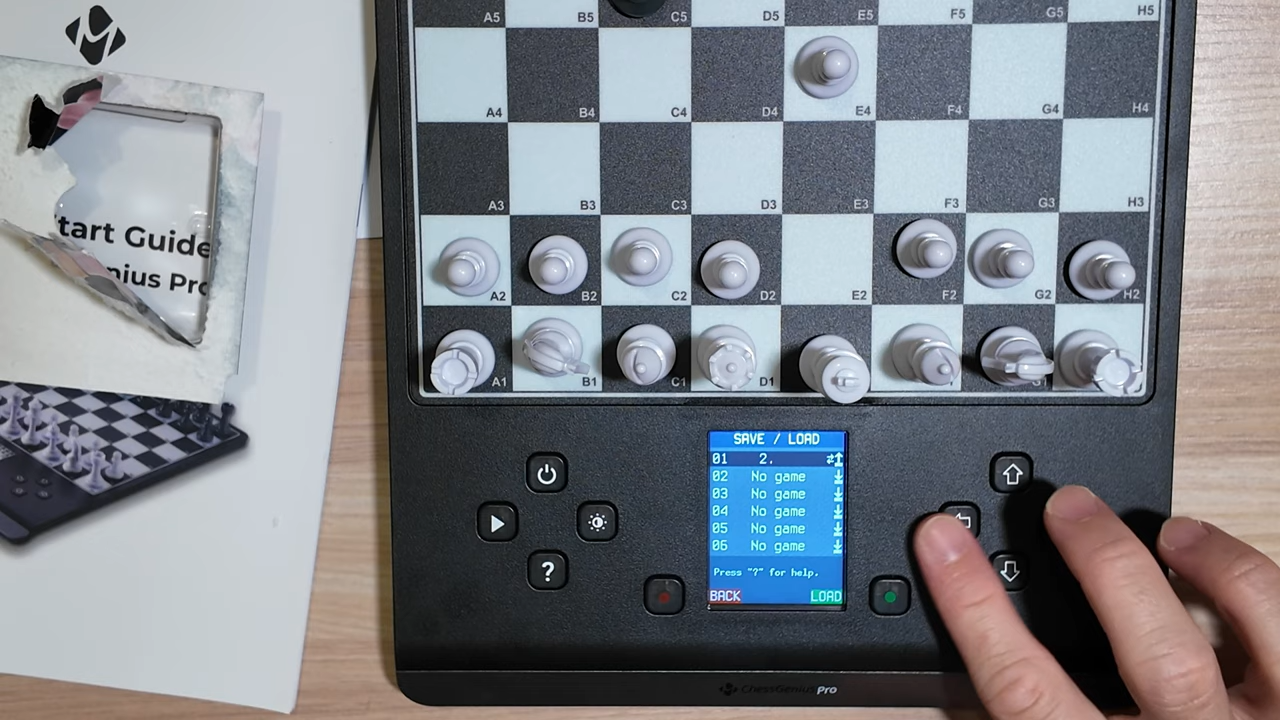 A5 B5 C5 D5 E5 F5 G5 H5
A4 B4 C4 D4 E4 F4 G4 H4
A3 B3 C3 D3 E3 F3 G3 H3
A2 B2 C2 D2 E2 F2 G2 H2
A1 B1 C1 D1
tart Guide
nius Pro
SAVE / LOAD
01 2.
02 No game
03 No game
04 No game
05 No game
06 No game
Press "?" for help.
BACK LOAD
?
ChessGenius Pro